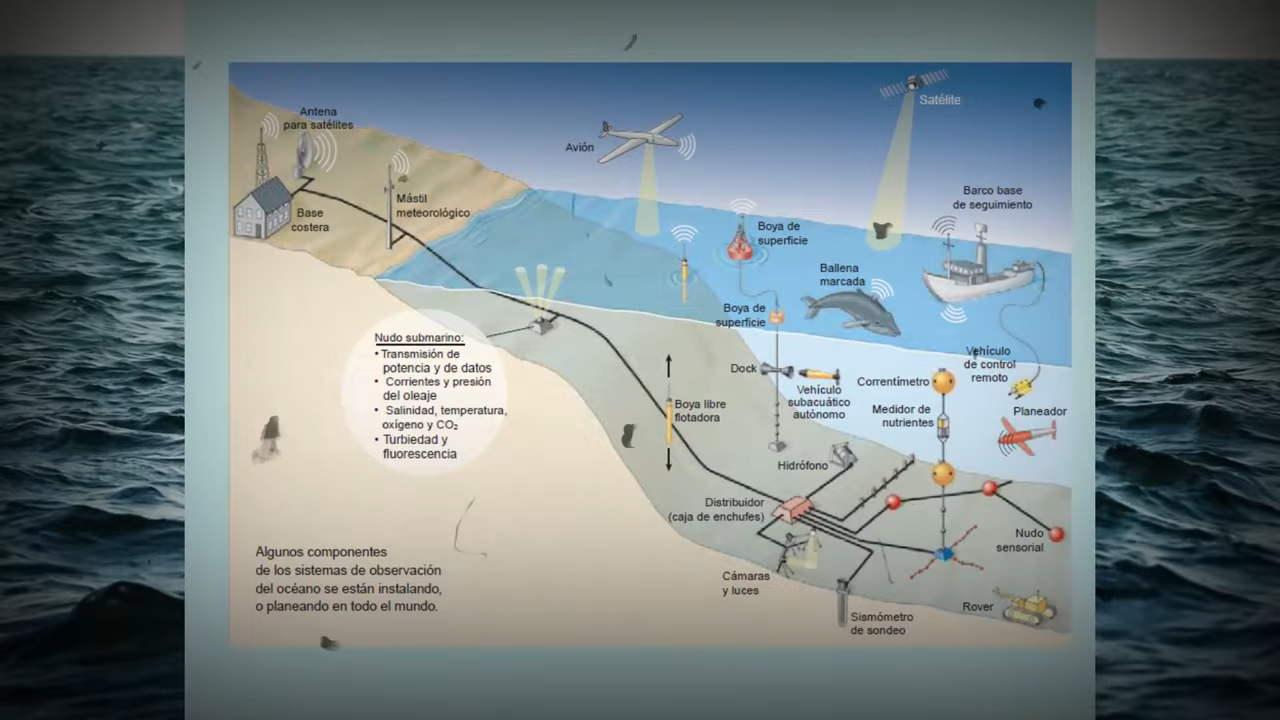 Antena
para satélites
Satélite
Avión
Barco base
de seguimiento
Mástil
meteorológico
Base
costera
Boya de
superficie
Ballena
marcada
Boya de
superficie
Nudo submarino:
• Transmisión de
potencia y de datos
• Corrientes y presión
del oleaje
• Salinidad, temperatura,
oxígeno y CO₂
• Turbiedad y
fluorescencia
Vehículo
de control
remoto
Dock
Vehículo
subacuático
autónomo
Correntímetro
Boya libre
flotadora
Medidor de
nutrientes
Planeador
Hidrófono
Distribuidor
(caja de enchufes)
Nudo
sensorial
Algunos componentes
de los sistemas de observación
del océano se están instalando,
o planeando en todo el mundo.
Cámaras
y luces
Sismómetro
de sondeo
Rover